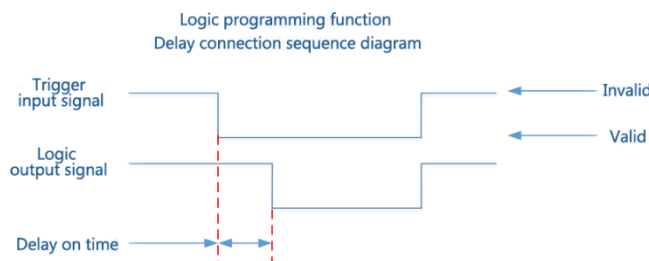 Logic programming function
Delay connection sequence diagram
Trigger
input signal
Invalid
Valid
Logic
output signal
Delay on time